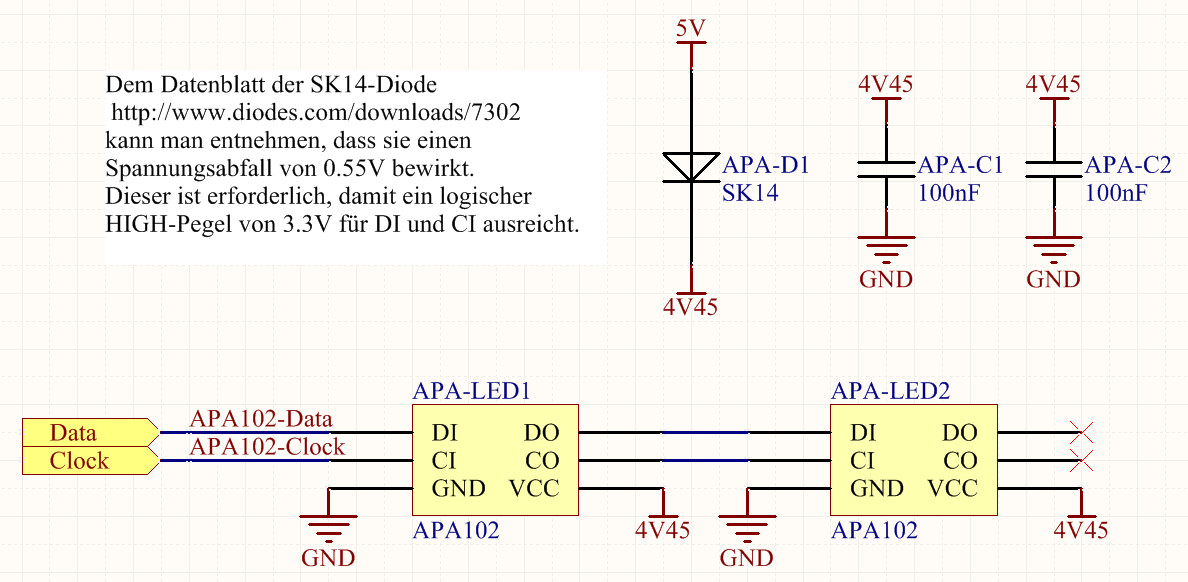 Dem Datenblatt der SK14-Diode
http://www.diodes.com/downloads/7302
kann man entnehmen, dass sie einen
Spannungsabfall von 0.55V bewirkt.
Dieser ist erforderlich, damit ein logischer
HIGH-Pegel von 3.3V für DI und CI ausreicht.
5V
APA-D1
SK14
4V45
4V45
APA-C1
100nF
GND
4V45
APA-C2
100nF
GND
Data
Clock
APA102-Data
APA102-Clock
APA-LED1
DI DO
CI CO
GND VCC
APA102
GND
4V45
APA-LED2
DI DO
CI CO
GND VCC
APA102
GND
4V45